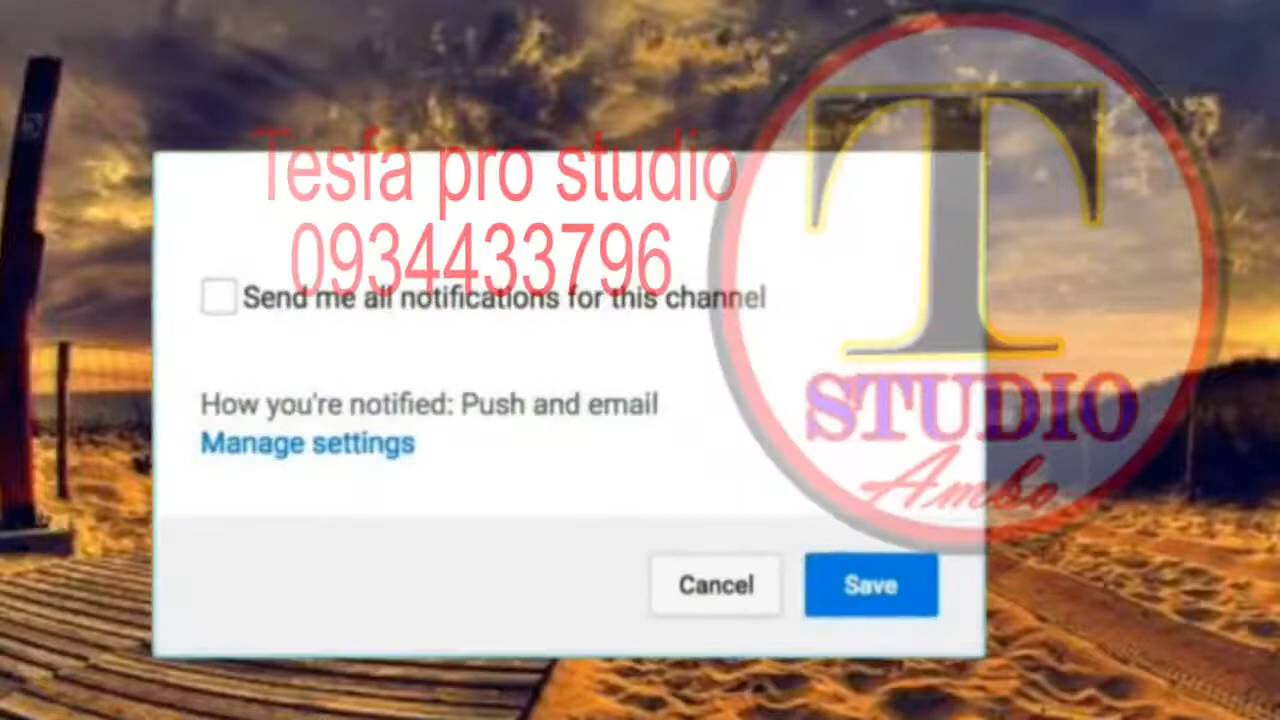 Tesfa pro studio
0934433796
Send me all notifications for this channel
How you're notified: Push and email
Manage settings
Cancel
Save
T
STUDIO
Ambo